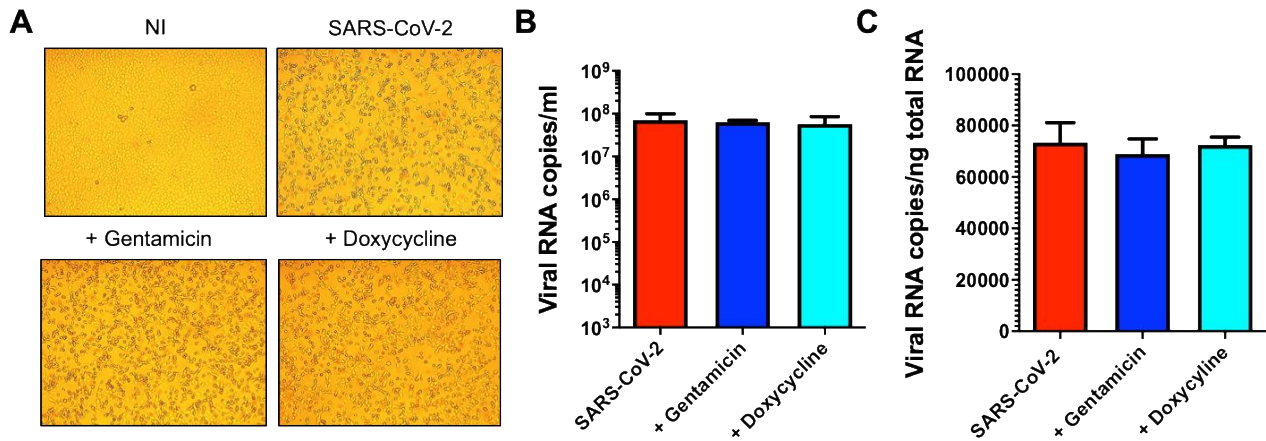 A
NI
SARS-CoV-2
+ Gentamicin
+ Doxycycline
B
Viral RNA copies/ml
10⁹
10⁸
10⁷
10⁶
10⁵
10⁴
10³
SARS-CoV-2
+ Gentamicin
+ Doxycycline
C
Viral RNA copies/ng total RNA
100000
80000
60000
40000
20000
0
SARS-CoV-2
+ Gentamicin
+ Doxycyline